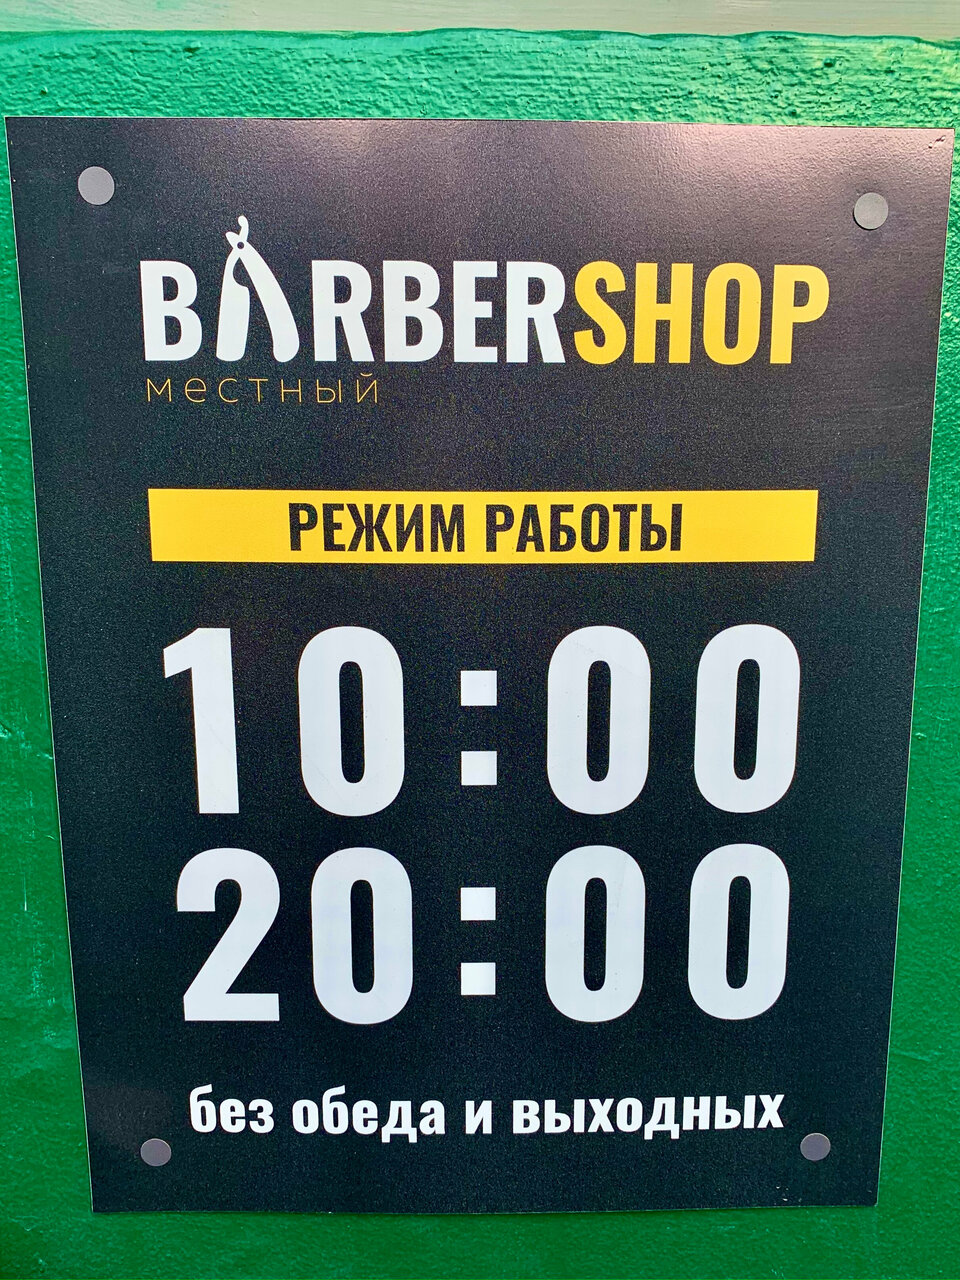 BARBERSHOP
местный
РЕЖИМ РАБОТЫ
10:00
20:00
без обеда и выходных